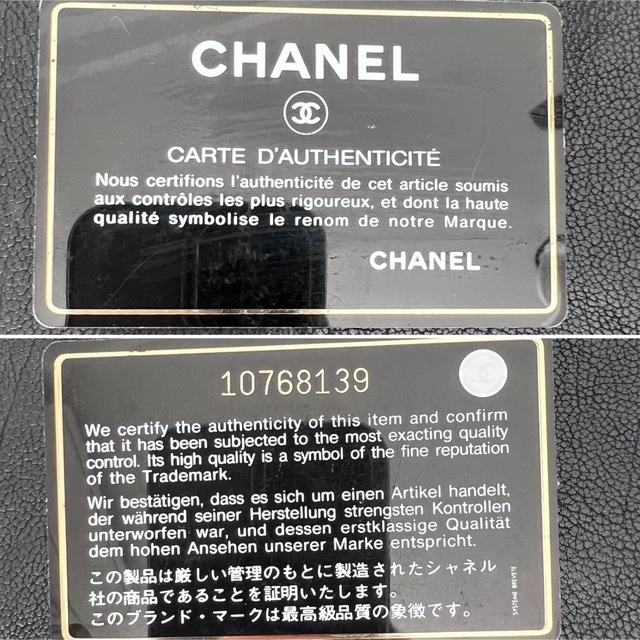 CHANEL
CARTE D'AUTHENTICITÉ
Nous certifions l'authenticité de cet article soumis
aux contrôles les plus rigoureux, et dont la haute
qualité symbolise le renom de notre Marque.
CHANEL
10768139
We certify the authenticity of this item and confirm
that it has been subjected to the most exacting quality
control. Its high quality is a symbol of the fine reputation
of the Trademark.
Wir bestätigen, dass es sich um einen Artikel handelt,
der während seiner Herstellung strengsten Kontrollen
unterworfen war, und dessen erstklassige Qualität
dem hohen Ansehen unserer Marke entspricht.
この製品は厳しい管理のもとに製造されたシャネル
社の商品であることを証明いたします。
このブランド・マークは最高級品質の象徴です。
SYSTEME BREVETE